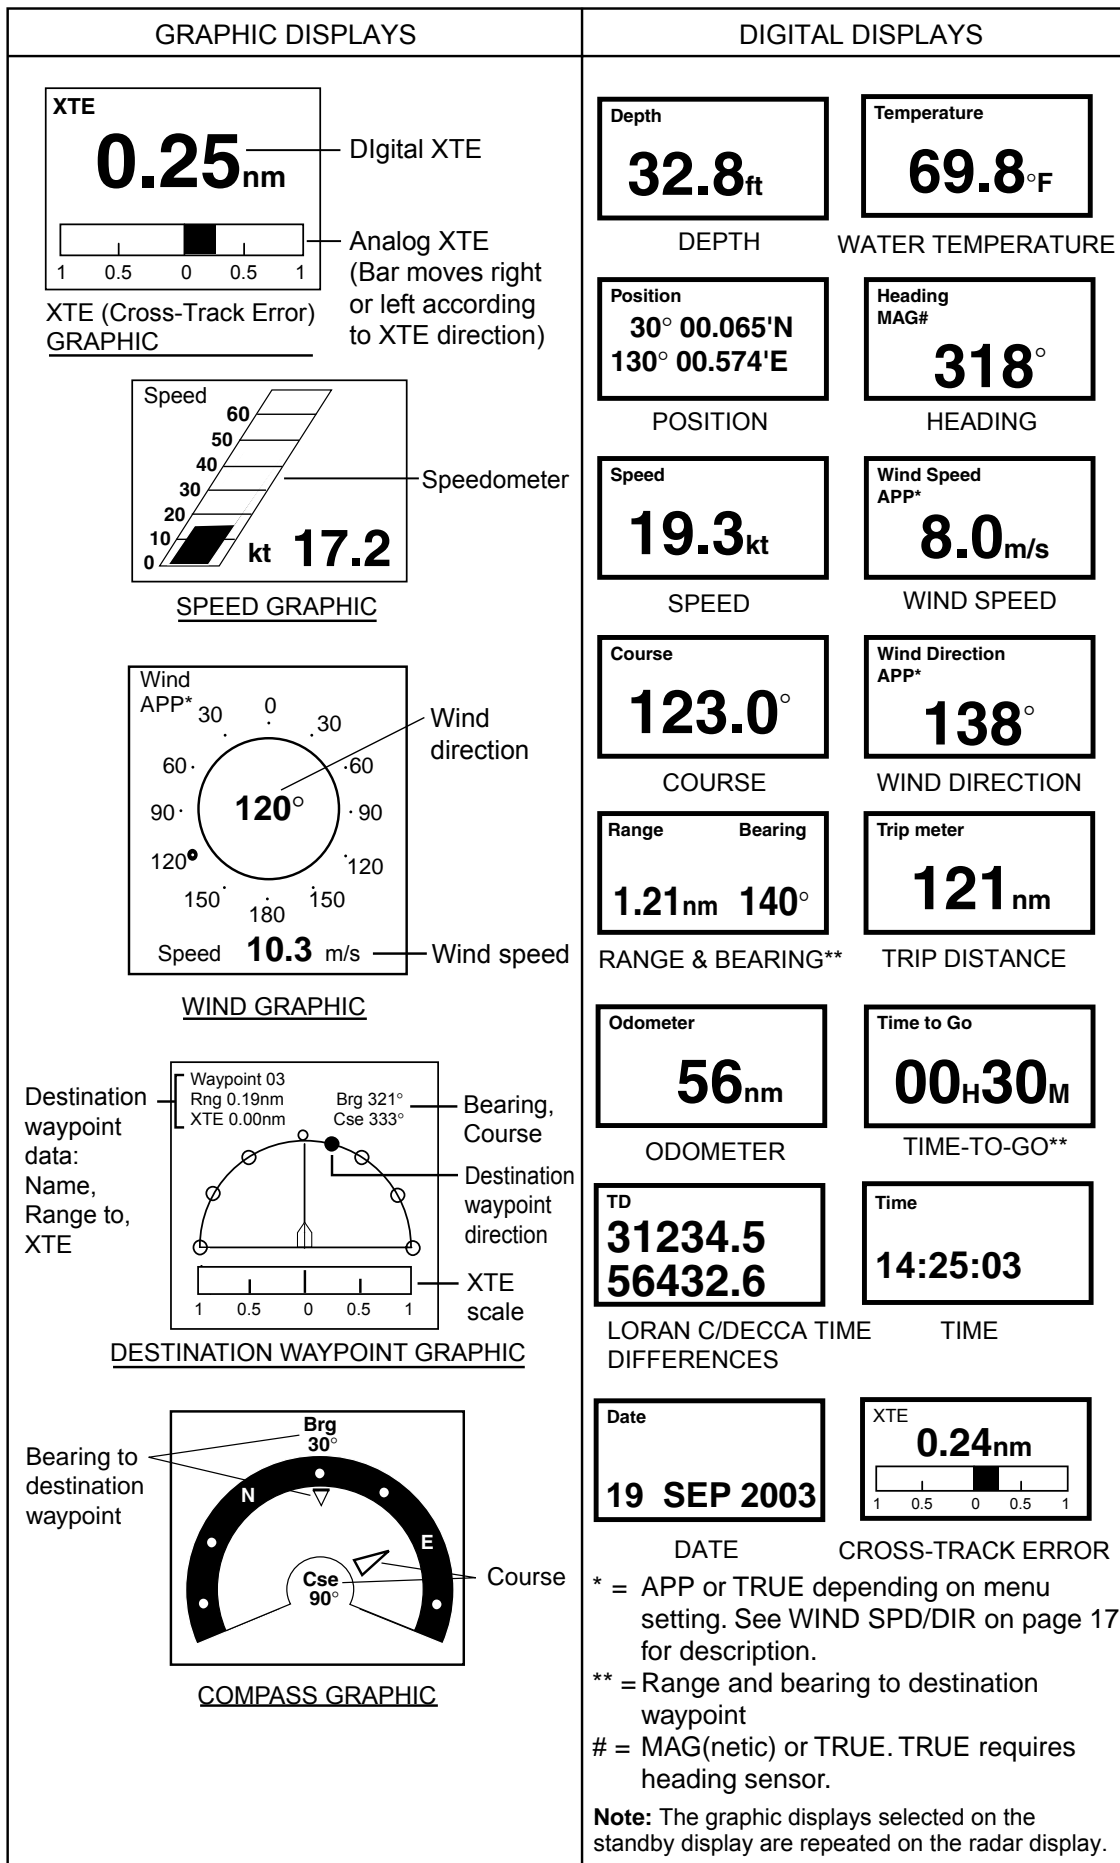 GRAPHIC DISPLAYS
XTE
0.25nm
DIgital XTE
1 0.5 0 0.5 1
Analog XTE
(Bar moves right
or left according
to XTE direction)
XTE (Cross-Track Error)
GRAPHIC
Speed
60
50
40
30
20
10
0
kt 17.2
Speedometer
SPEED GRAPHIC
Wind
APP*
0
30 30
60 60
90 90
120 120
150 150
180
120°
Wind
direction
Speed 10.3 m/s
Wind speed
WIND GRAPHIC
Destination
waypoint
data:
Name,
Range to,
XTE
Waypoint 03
Rng 0.19nm Brg 321°
XTE 0.00nm Cse 333°
Bearing,
Course
Destination
waypoint
direction
1 0.5 0 0.5 1
XTE
scale
DESTINATION WAYPOINT GRAPHIC
Bearing to
destination
waypoint
Brg
30°
N
E
Cse
90°
Course
COMPASS GRAPHIC
DIGITAL DISPLAYS
Depth
32.8ft
DEPTH
Temperature
69.8°F
WATER TEMPERATURE
Position
30° 00.065'N
130° 00.574'E
POSITION
Heading
MAG#
318°
HEADING
Speed
19.3kt
SPEED
Wind Speed
APP*
8.0m/s
WIND SPEED
Course
123.0°
COURSE
Wind Direction
APP*
138°
WIND DIRECTION
Range Bearing
1.21nm 140°
RANGE & BEARING**
Trip meter
121nm
TRIP DISTANCE
Odometer
56nm
ODOMETER
Time to Go
00H30M
TIME-TO-GO**
TD
31234.5
56432.6
LORAN C/DECCA TIME
DIFFERENCES
Time
14:25:03
TIME
Date
19 SEP 2003
DATE
XTE
0.24nm
1 0.5 0 0.5 1
CROSS-TRACK ERROR
* = APP or TRUE depending on menu
setting. See WIND SPD/DIR on page 17
for description.
** = Range and bearing to destination
waypoint
# = MAG(netic) or TRUE. TRUE requires
heading sensor.
Note: The graphic displays selected on the
standby display are repeated on the radar display.